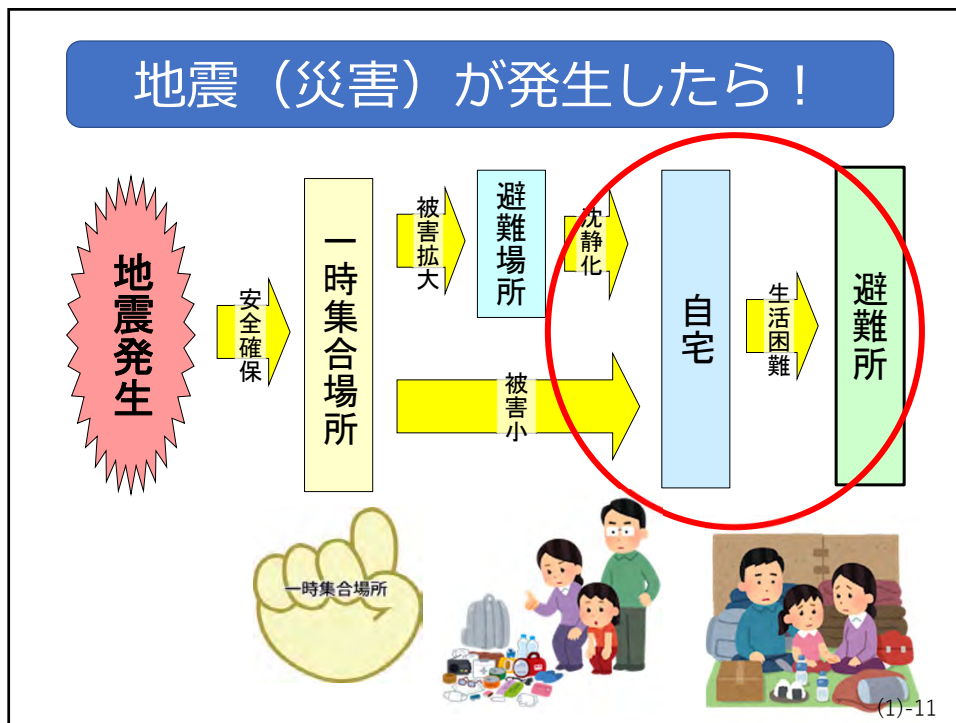 地震（災害）が発生したら！
地震発生
安全確保
一時集合場所
被害拡大
避難場所
沈静化
被害小
自宅
生活困難
避難所
一時集合場所
(1)-11